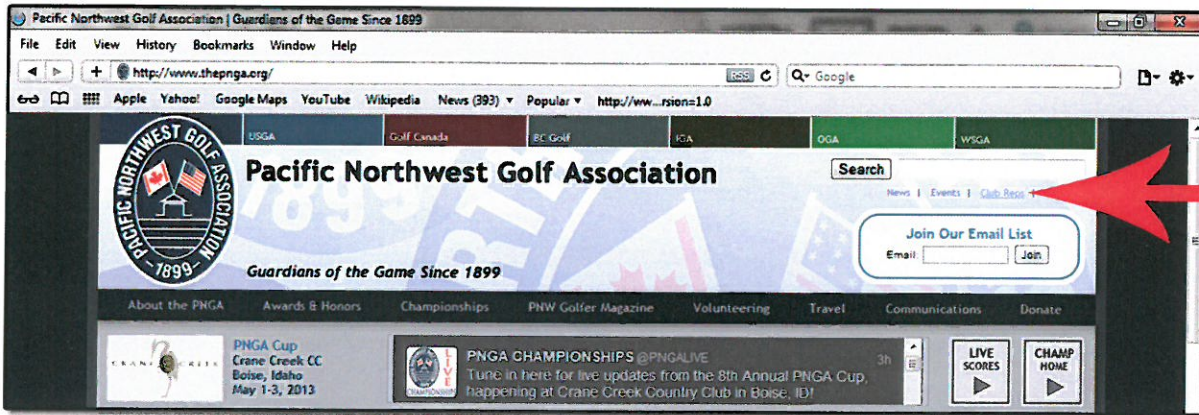 Pacific Northwest Golf Association | Guardians of the Game Since 1899
File Edit View History Bookmarks Window Help
http://www.thepnga.org/ RSS Google
Apple Yahoo! Google Maps YouTube Wikipedia News (393) Popular http://ww...rsion=1.0
USGA Golf Canada BC Golf IGA OGA WSGA
PACIFIC NORTHWEST GOLF ASSOCIATION
-1899-
Pacific Northwest Golf Association
Search
News | Events | Club Reps
Join Our Email List
Email: Join
Guardians of the Game Since 1899
About the PNGA Awards & Honors Championships PNW Golfer Magazine Volunteering Travel Communications Donate
CRANE CREEK
PNGA Cup
Crane Creek CC
Boise, Idaho
May 1-3, 2013
LIVE
CHAMPIONSHIPS
PNGA CHAMPIONSHIPS @PNGALIVE 3h
Tune in here for live updates from the 8th Annual PNGA Cup,
happening at Crane Creek Country Club in Boise, ID!
LIVE
SCORES
CHAMP
HOME